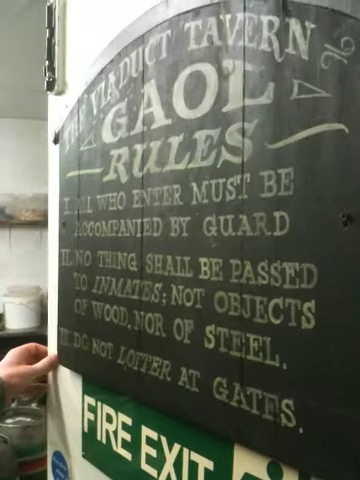 THE VIADUCT TAVERN
GAOL
RULES
I. ALL WHO ENTER MUST BE
ACCOMPANIED BY GUARD
II. NO THING SHALL BE PASSED
TO INMATES; NOT OBJECTS
OF WOOD, NOR OF STEEL.
III. DO NOT LOITER AT GATES.
FIRE EXIT